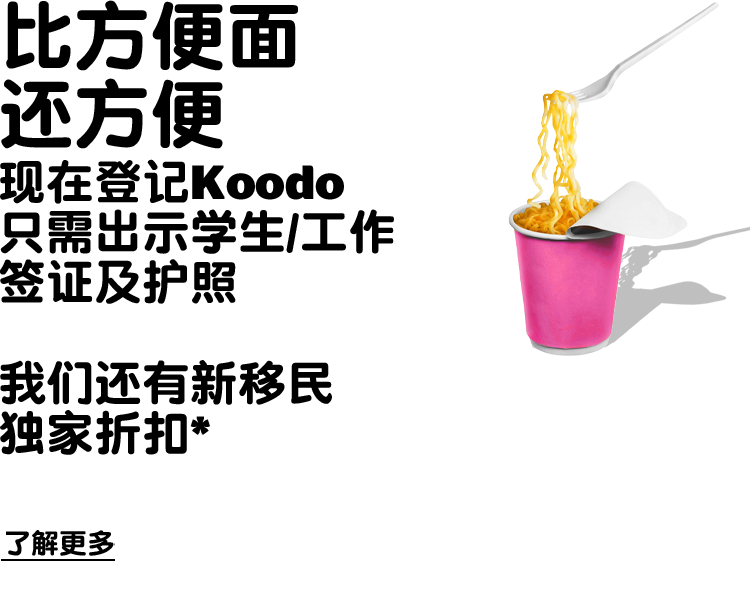 比方便面
还方便
现在登记Koodo
只需出示学生/工作
签证及护照
我们还有新移民
独家折扣*
了解更多